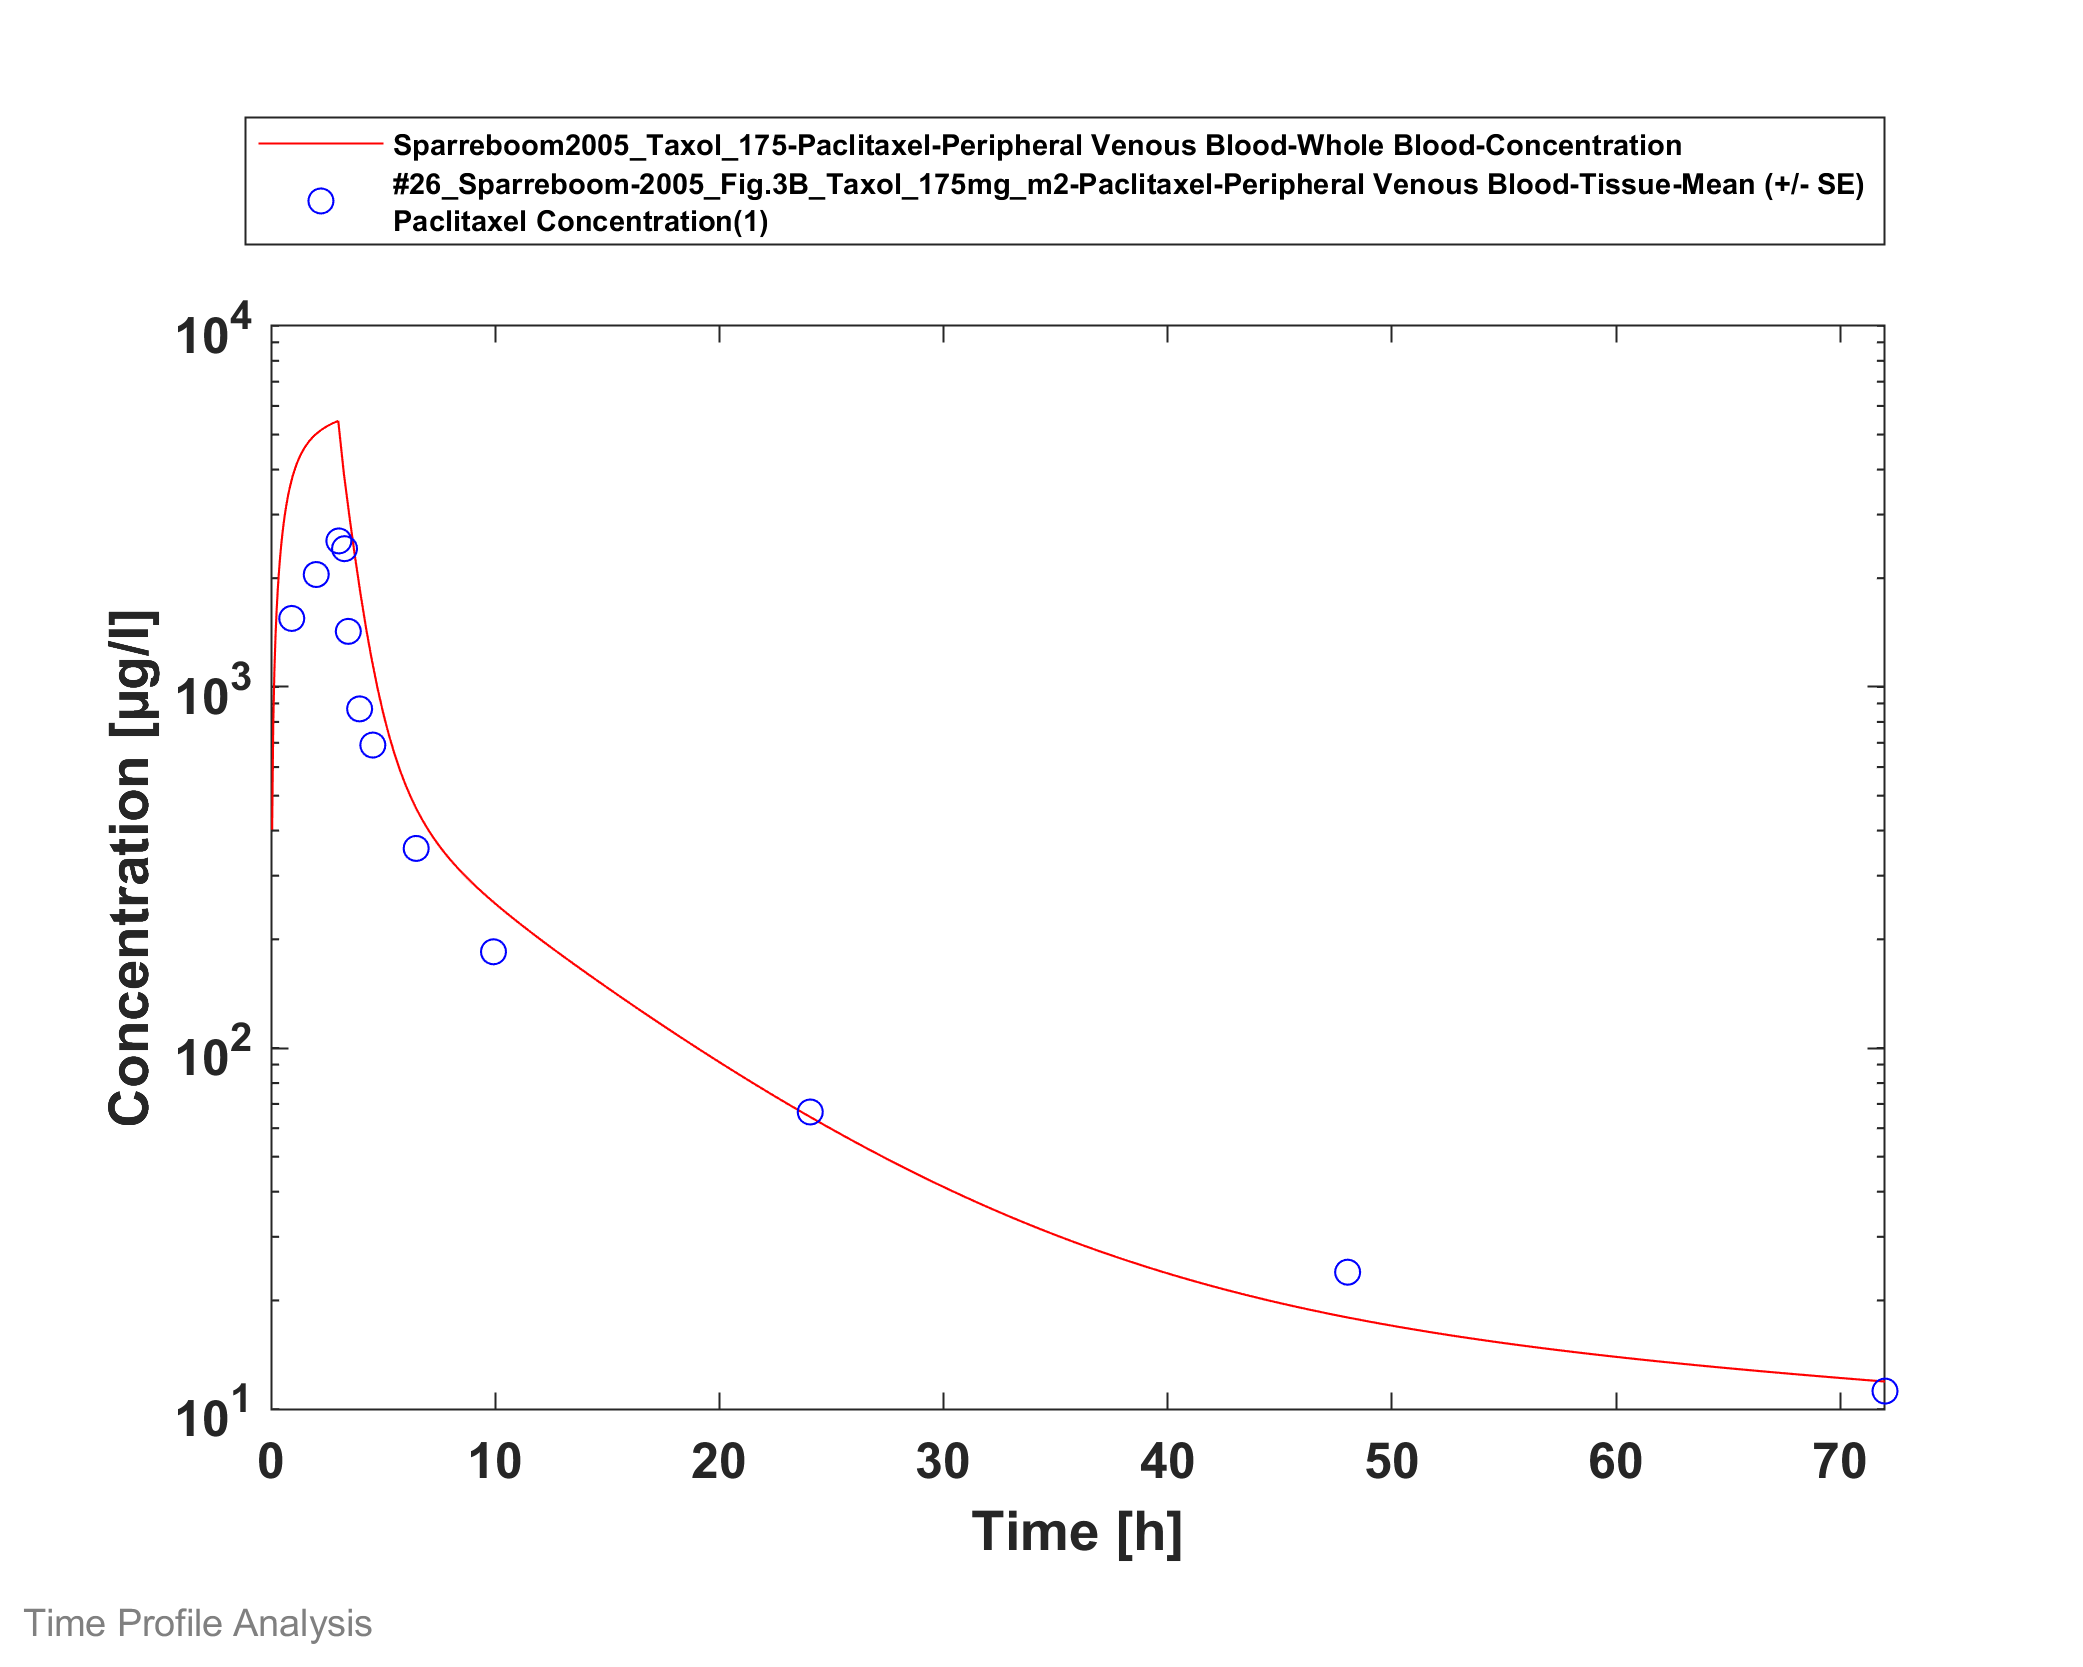 Sparreboom2005_Taxol_175-Paclitaxel-Peripheral Venous Blood-Whole Blood-Concentration
#26_Sparreboom-2005_Fig.3B_Taxol_175mg_m2-Paclitaxel-Peripheral Venous Blood-Tissue-Mean (+/- SE)
Paclitaxel Concentration(1)
10^4
10^3
10^2
10^1
Concentration [µg/l]
0 10 20 30 40 50 60 70
Time [h]
Time Profile Analysis